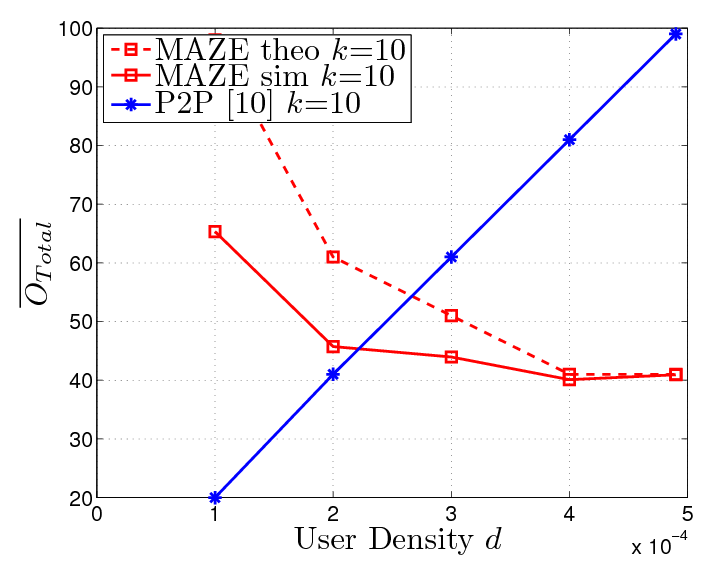 100
90
80
70
60
50
40
30
20
0
1
2
3
4
5
x 10⁻⁴
MAZE theo k=10
MAZE sim k=10
P2P [10] k=10
O_Total
User Density d